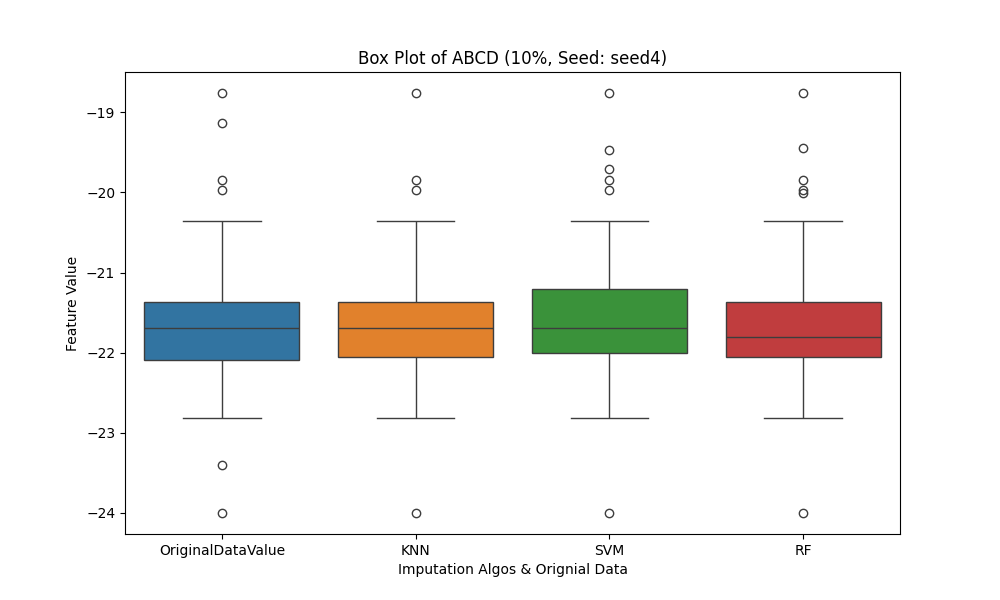 Box Plot of ABCD (10%, Seed: seed4)
Feature Value
−19
−20
−21
−22
−23
−24
OriginalDataValue
KNN
SVM
RF
Imputation Algos & Orignial Data